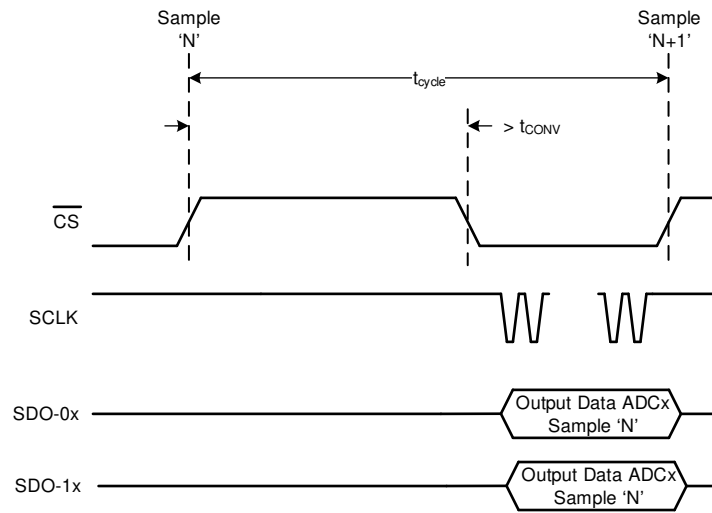 Sample
‘N’
Sample
‘N+1’
tcycle
> tCONV
CS
SCLK
SDO-0x
Output Data ADCx
Sample ‘N’
SDO-1x
Output Data ADCx
Sample ‘N’